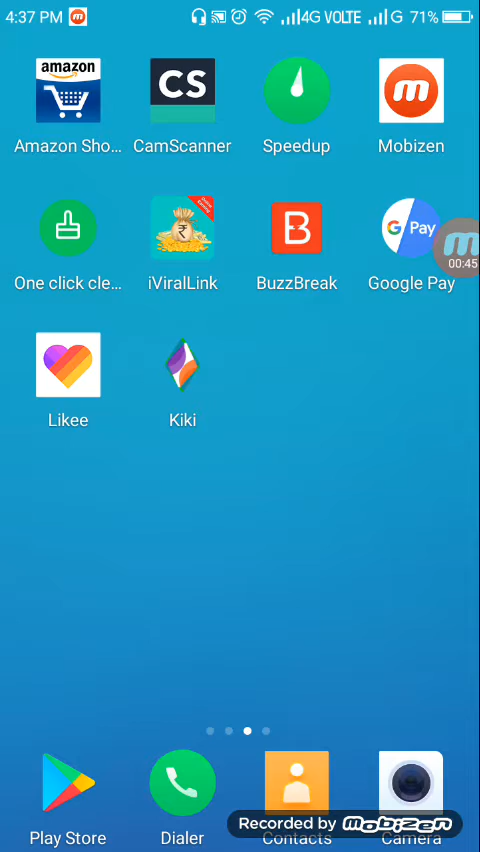 4:37 PM 4G VOLTE G 71%
amazon
CS
Amazon Sho... CamScanner Speedup Mobizen
G Pay
00:45
One click cle... iViralLink BuzzBreak Google Pay
Likee Kiki
Recorded by MOBIZEN
Play Store Dialer Contacts Camera